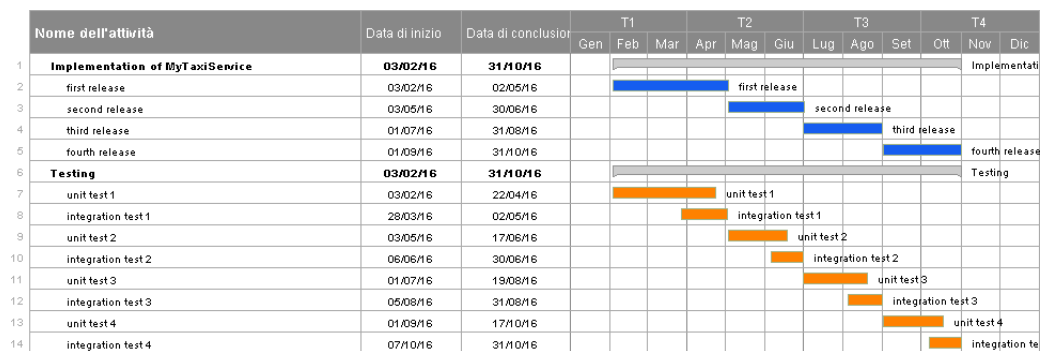 Nome dell'attività Data di inizio Data di conclusion T1 T2 T3 T4
Gen Feb Mar Apr Mag Giu Lug Ago Set Ott Nov Dic
1 Implementation of MyTaxiService 03/02/16 31/10/16 Implementati
2 first release 03/02/16 02/05/16 first release
3 second release 03/05/16 30/06/16 second release
4 third release 01/07/16 31/08/16 third release
5 fourth release 01/09/16 31/10/16 fourth release
6 Testing 03/02/16 31/10/16 Testing
7 unit test 1 03/02/16 22/04/16 unit test 1
8 integration test 1 28/03/16 02/05/16 integration test 1
9 unit test 2 03/05/16 17/06/16 unit test 2
10 integration test 2 06/06/16 30/06/16 integration test 2
11 unit test 3 01/07/16 19/08/16 unit test 3
12 integration test 3 05/08/16 31/08/16 integration test 3
13 unit test 4 01/09/16 17/10/16 unit test 4
14 integration test 4 07/10/16 31/10/16 integration te